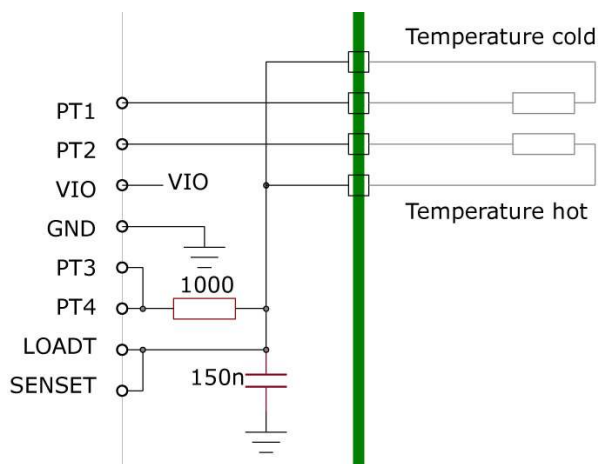 Temperature cold
PT1
PT2
VIO VIO
Temperature hot
GND
PT3
1000
PT4
LOADT
150n
SENSET